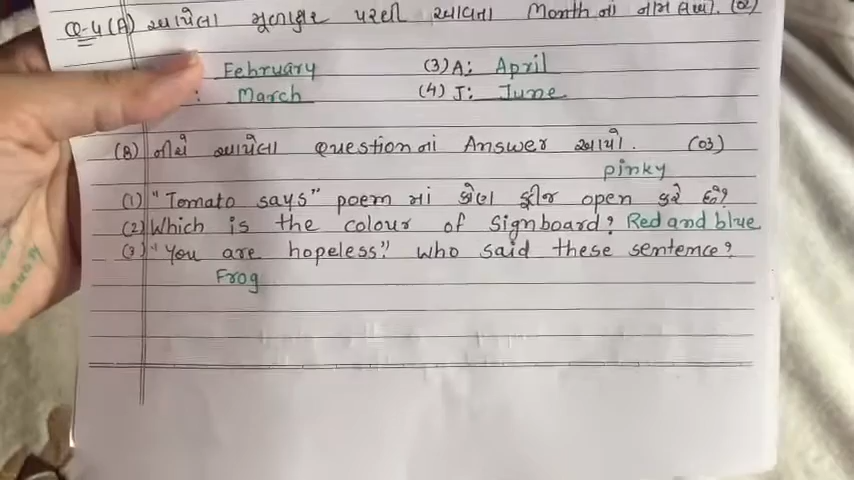 Q-4(A) આપેલા મૂળાક્ષર પરથી આવતા Month નાં નામ લખો. (02)
February (3) A: April
: March (4) J: June
(B) નીચે આપેલા Question નાં Answer આપો. (03)
pinky
(1) "Tomato says" poem માં કોણ ફ્રીજ open કરે છે?
(2) Which is the colour of signboard? Red and blue
(3) "You are hopeless." who said these sentence?
Frog